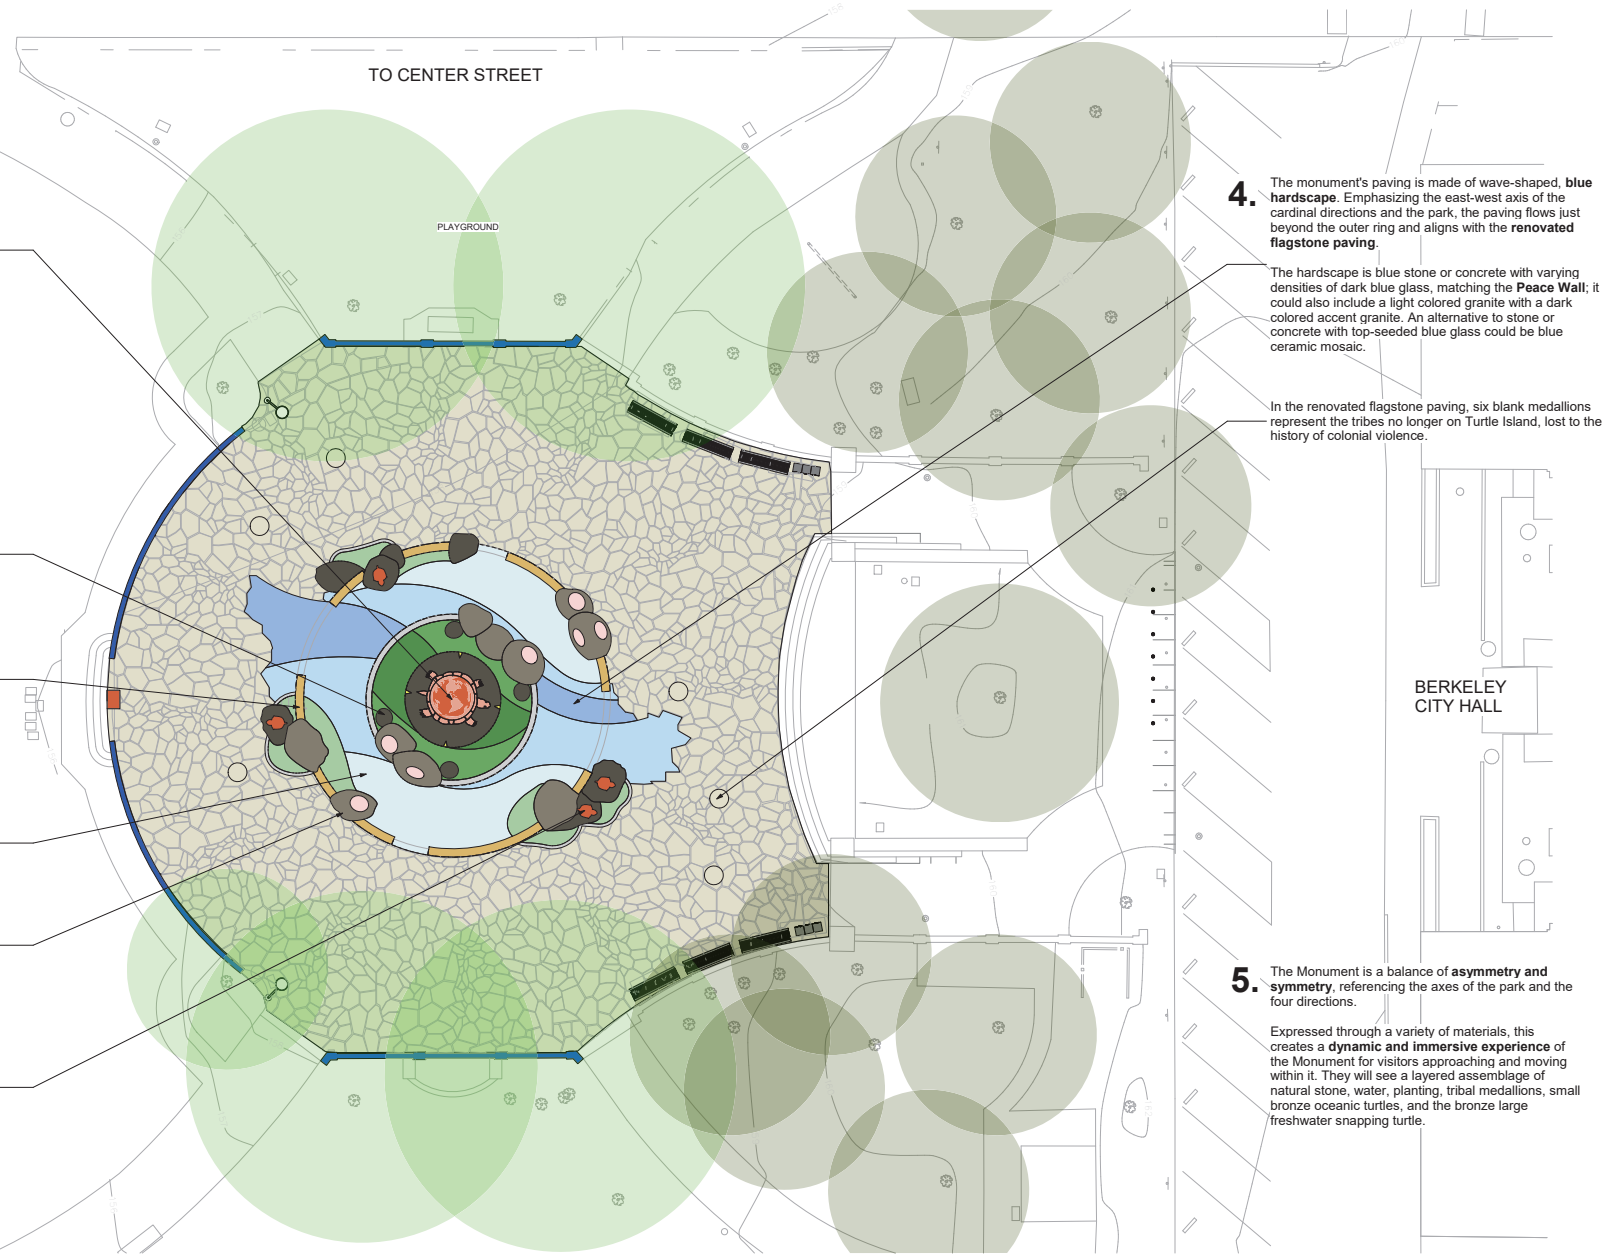 TO CENTER STREET
PLAYGROUND
4.
The monument's paving is made of wave-shaped, blue
hardscape. Emphasizing the east-west axis of the
cardinal directions and the park, the paving flows just
beyond the outer ring and aligns with the renovated
flagstone paving.
The hardscape is blue stone or concrete with varying
densities of dark blue glass, matching the Peace Wall; it
could also include a light colored granite with a dark
colored accent granite. An alternative to stone or
concrete with top-seeded blue glass could be blue
ceramic mosaic.
In the renovated flagstone paving, six blank medallions
represent the tribes no longer on Turtle Island, lost to the
history of colonial violence.
BERKELEY
CITY HALL
5.
The Monument is a balance of asymmetry and
symmetry, referencing the axes of the park and the
four directions.
Expressed through a variety of materials, this
creates a dynamic and immersive experience of
the Monument for visitors approaching and moving
within it. They will see a layered assemblage of
natural stone, water, planting, tribal medallions, small
bronze oceanic turtles, and the bronze large
freshwater snapping turtle.